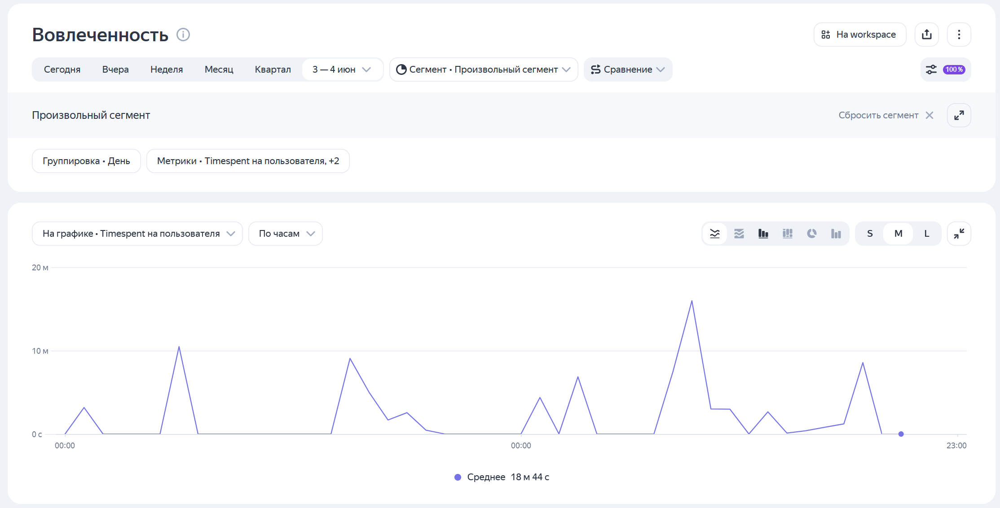 Вовлеченность
На workspace
Сегодня Вчера Неделя Месяц Квартал 3 — 4 июн Сегмент • Произвольный сегмент Сравнение 100 %
Произвольный сегмент Сбросить сегмент
Группировка • День Метрики • Timespent на пользователя, +2
На графике • Timespent на пользователя По часам S M L
20 м
10 м
0 с
00:00 00:00 23:00
Среднее 18 м 44 с